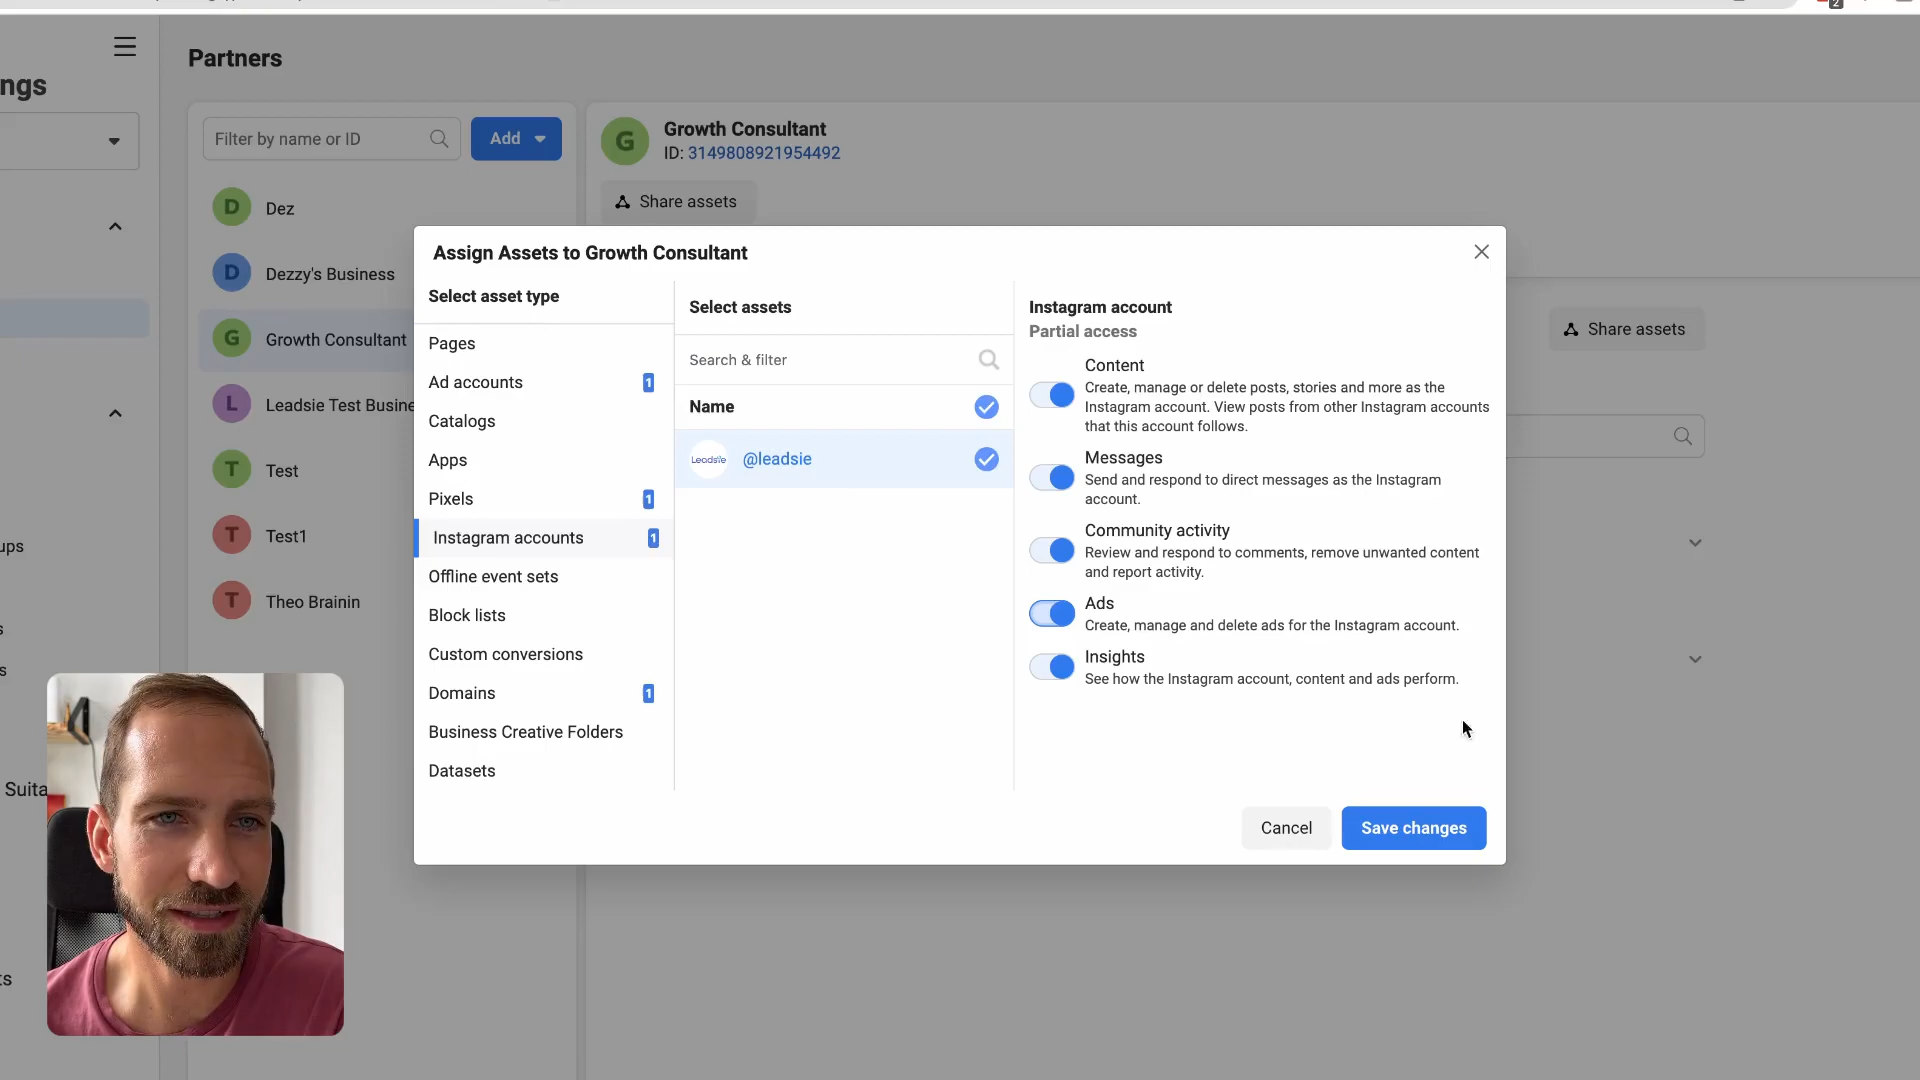 2
ngs
Partners
Filter by name or ID
Add
D
Dez
D
Dezzy's Business
G
Growth Consultant
L
Leadsie Test Busine
T
Test
T
Test1
T
Theo Brainin
G
Growth Consultant
ID: 3149808921954492
Share assets
Share assets
ups
s
s
Suita
ts
Assign Assets to Growth Consultant
Select asset type
Pages
Ad accounts
1
Catalogs
Apps
Pixels
1
Instagram accounts
1
Offline event sets
Block lists
Custom conversions
Domains
1
Business Creative Folders
Datasets
Select assets
Search & filter
Name
Leadsie
@leadsie
Instagram account
Partial access
Content
Create, manage or delete posts, stories and more as the
Instagram account. View posts from other Instagram accounts
that this account follows.
Messages
Send and respond to direct messages as the Instagram
account.
Community activity
Review and respond to comments, remove unwanted content
and report activity.
Ads
Create, manage and delete ads for the Instagram account.
Insights
See how the Instagram account, content and ads perform.
Cancel
Save changes